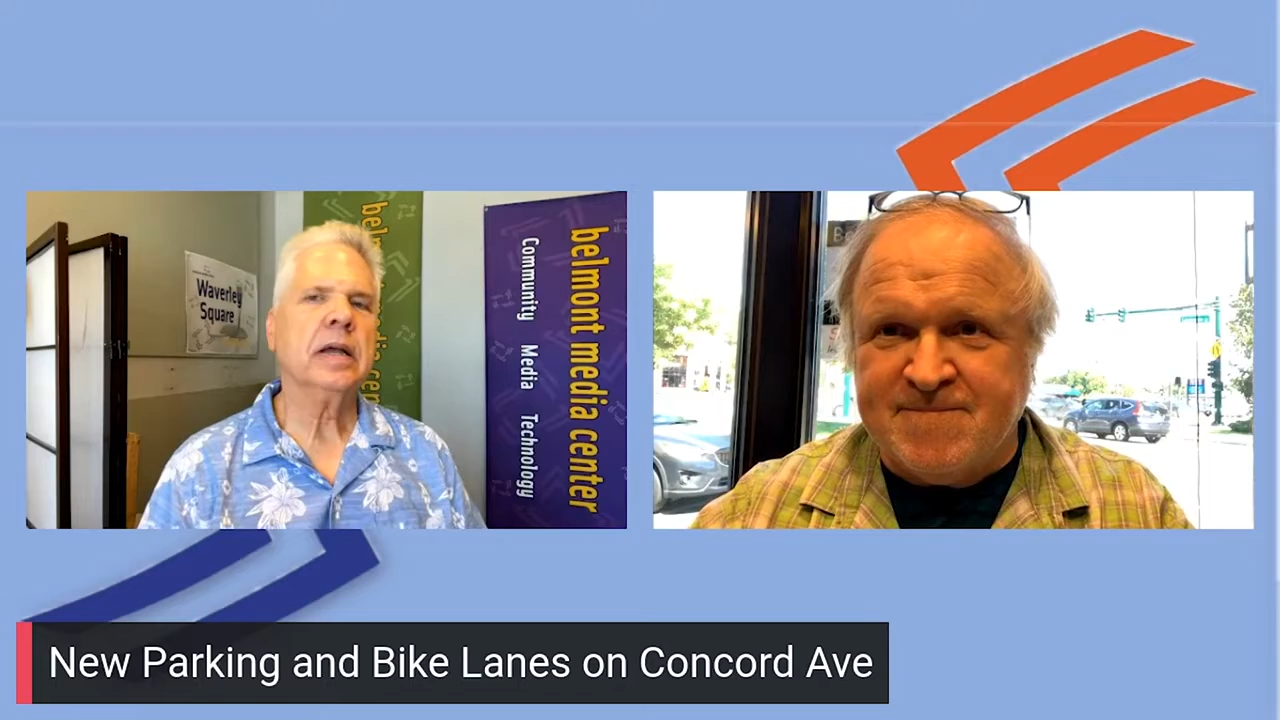 Waverley
Square
belmont media center
Community Media Technology
New Parking and Bike Lanes on Concord Ave